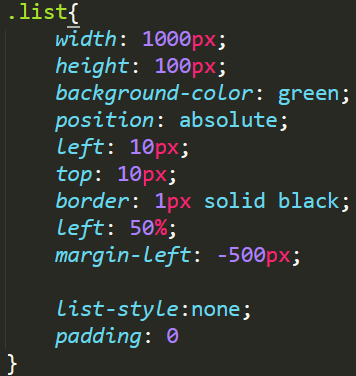 .list{
width: 1000px;
height: 100px;
background-color: green;
position: absolute;
left: 10px;
top: 10px;
border: 1px solid black;
left: 50%;
margin-left: -500px;
list-style:none;
padding: 0
}